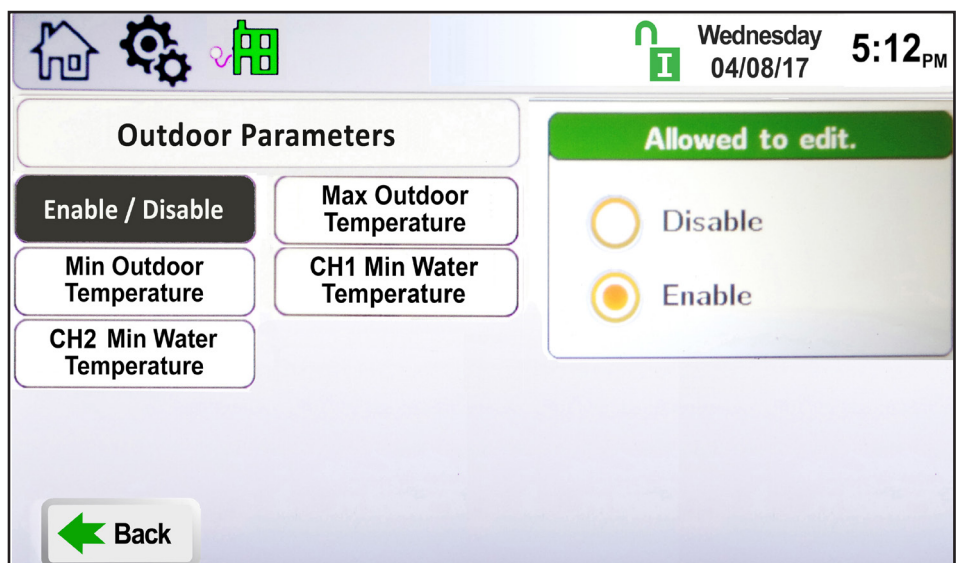 Wednesday
04/08/17
5:12PM
I
Outdoor Parameters
Allowed to edit.
Enable / Disable
Max Outdoor
Temperature
Min Outdoor
Temperature
CH1 Min Water
Temperature
CH2 Min Water
Temperature
Disable
Enable
Back